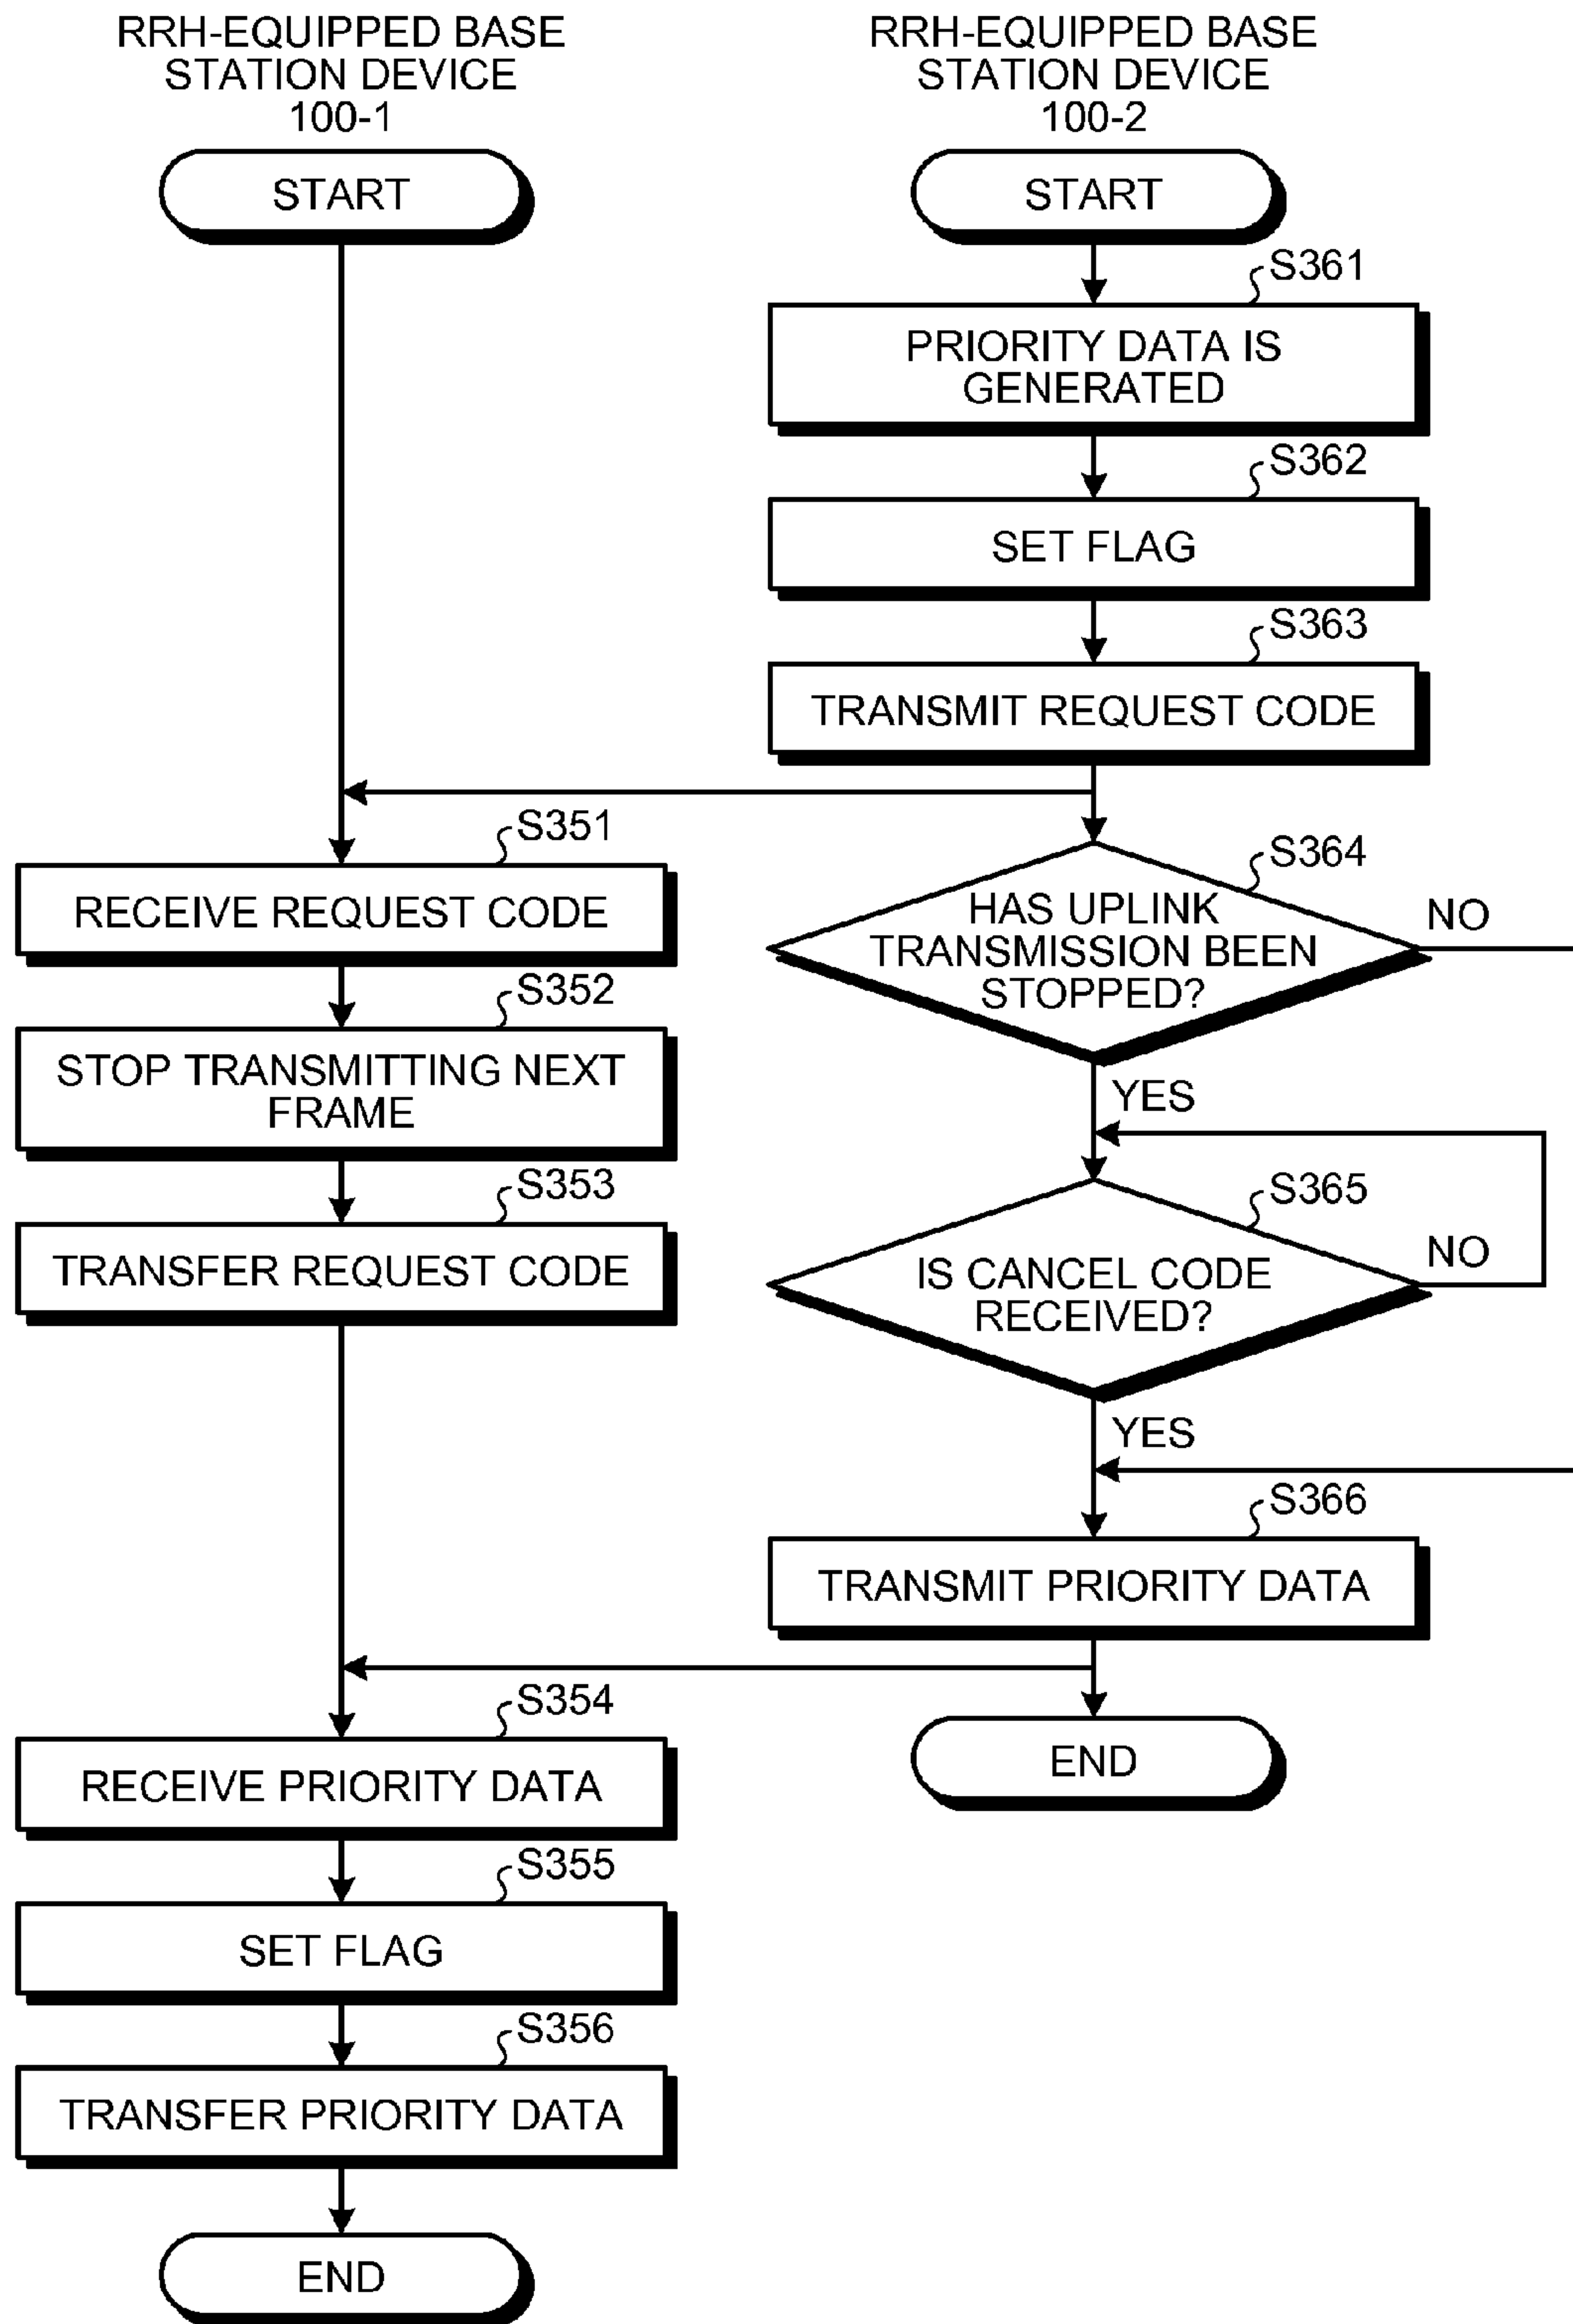 RRH-EQUIPPED BASE
STATION DEVICE
100-1
RRH-EQUIPPED BASE
STATION DEVICE
100-2
START
START
S361
PRIORITY DATA IS
GENERATED
S362
SET FLAG
S363
TRANSMIT REQUEST CODE
S351
RECEIVE REQUEST CODE
S364
HAS UPLINK
TRANSMISSION BEEN
STOPPED?
NO
YES
S352
STOP TRANSMITTING NEXT
FRAME
S353
TRANSFER REQUEST CODE
S365
IS CANCEL CODE
RECEIVED?
NO
YES
S366
TRANSMIT PRIORITY DATA
END
S354
RECEIVE PRIORITY DATA
S355
SET FLAG
S356
TRANSFER PRIORITY DATA
END